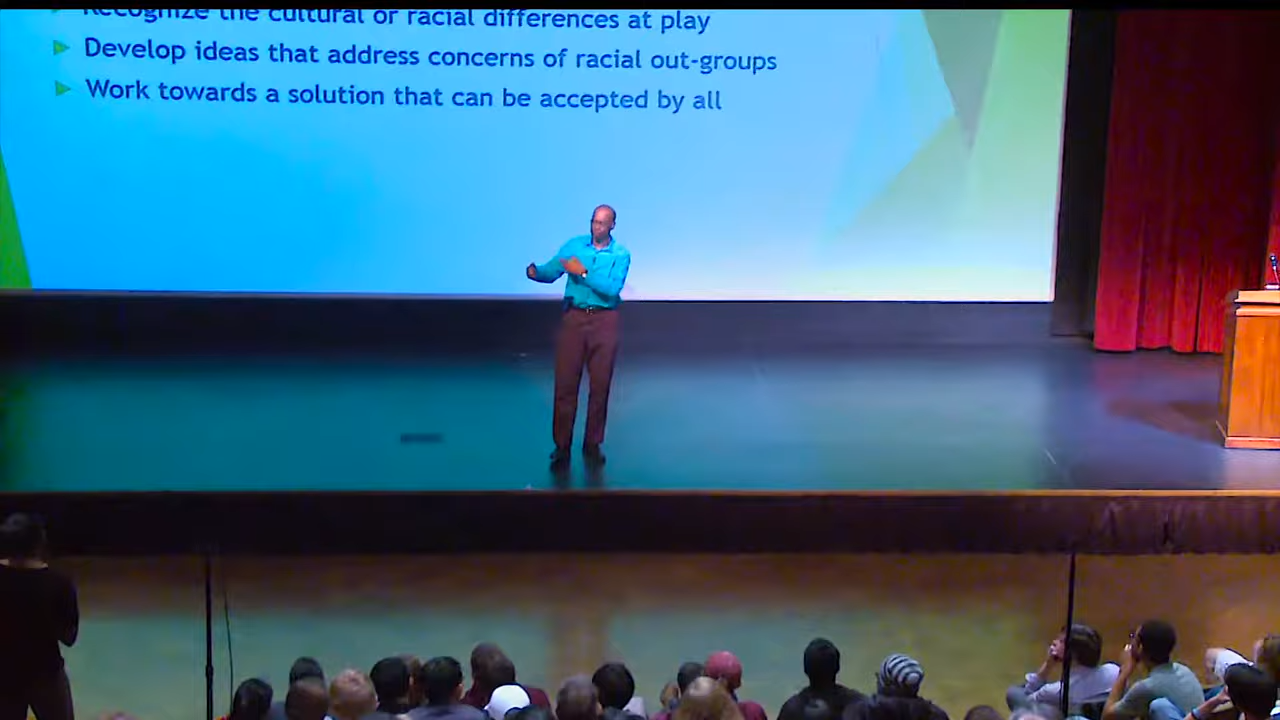 Recognize the cultural or racial differences at play
Develop ideas that address concerns of racial out-groups
Work towards a solution that can be accepted by all